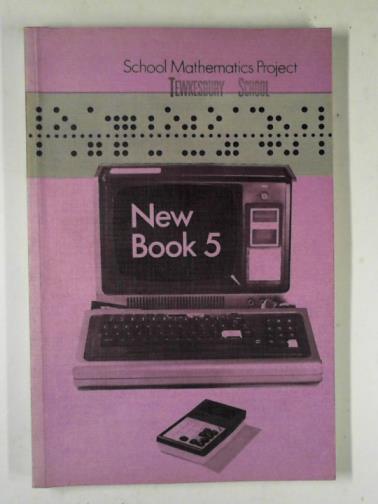 School Mathematics Project
TEWKESBURY SCHOOL
New
Book 5